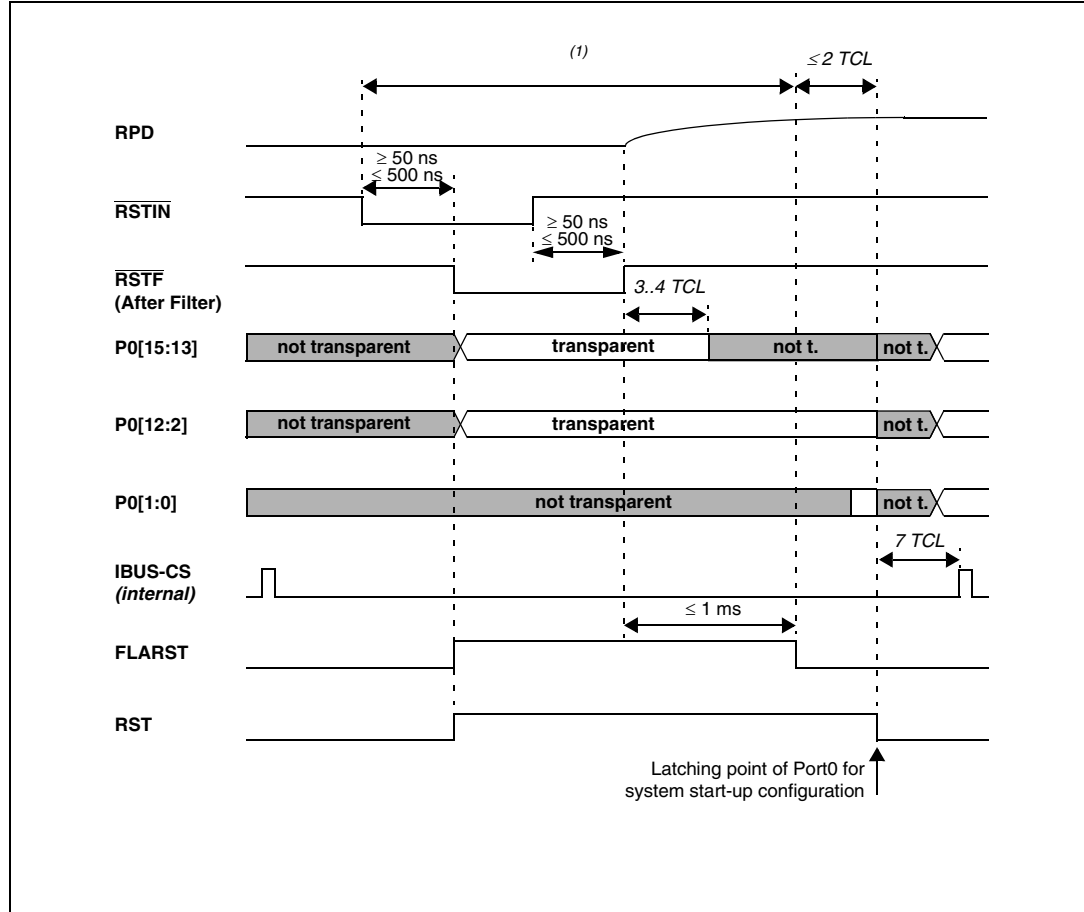 (1)
≤ 2 TCL
RPD
≥ 50 ns
≤ 500 ns
RSTIN
≥ 50 ns
≤ 500 ns
RSTF
(After Filter)
3..4 TCL
P0[15:13]
not transparent
transparent
not t.
not t.
P0[12:2]
not transparent
transparent
not t.
P0[1:0]
not transparent
not t.
7 TCL
IBUS-CS
(internal)
≤ 1 ms
FLARST
RST
Latching point of Port0 for
system start-up configuration